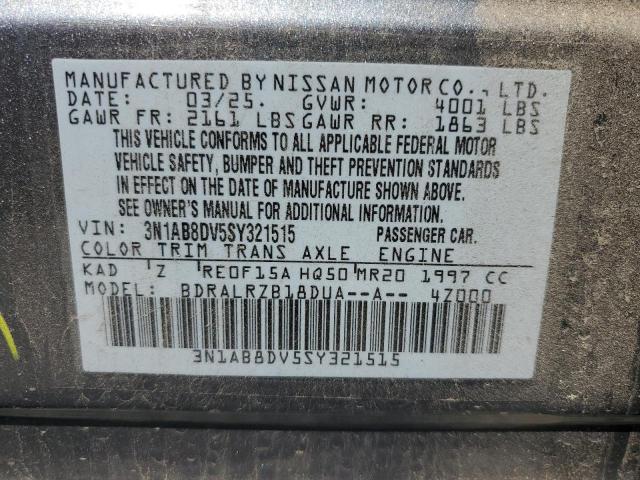 MANUFACTURED BY NISSAN MOTOR CO., LTD.
DATE: 03/25. GVWR: 4001 LBS
GAWR FR: 2161 LBS GAWR RR: 1863 LBS
THIS VEHICLE CONFORMS TO ALL APPLICABLE FEDERAL MOTOR
VEHICLE SAFETY, BUMPER AND THEFT PREVENTION STANDARDS
IN EFFECT ON THE DATE OF MANUFACTURE SHOWN ABOVE.
SEE OWNER'S MANUAL FOR ADDITIONAL INFORMATION.
VIN: 3N1AB8DV5SY321515 PASSENGER CAR.
COLOR TRIM TRANS AXLE ENGINE
KAD Z RE0F15A HQ50 MR20 1997 CC
MODEL: BDRALRZB18DUA--A-- 4Z000
3N1AB8DV5SY321515